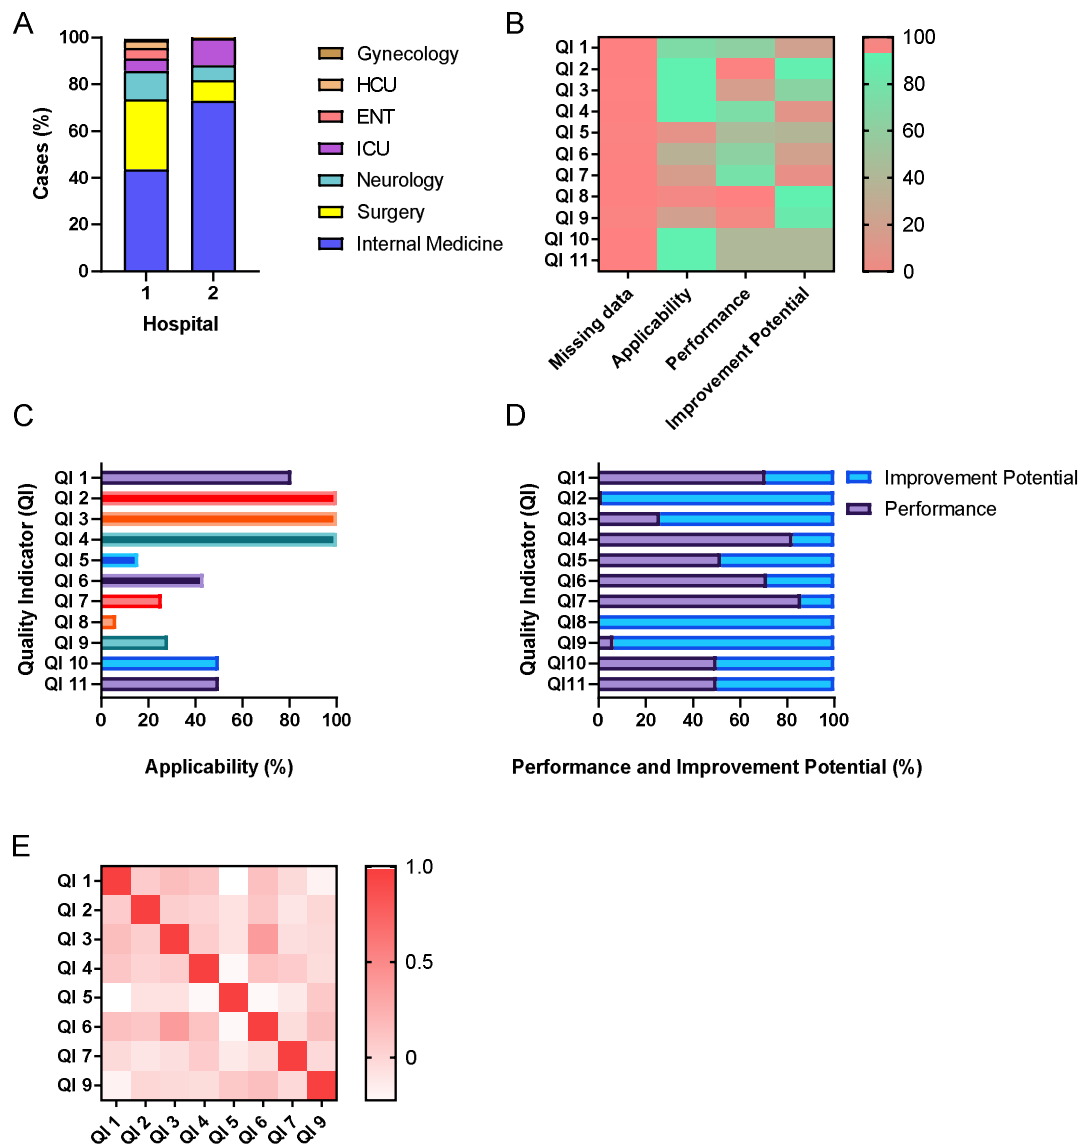 A
100
80
60
40
20
0
Cases (%)
1
2
Hospital
Gynecology
HCU
ENT
ICU
Neurology
Surgery
Internal Medicine
B
QI 1
QI 2
QI 3
QI 4
QI 5
QI 6
QI 7
QI 8
QI 9
QI 10
QI 11
Missing data
Applicability
Performance
Improvement Potential
100
80
60
40
20
0
C
Quality Indicator (QI)
QI 1
QI 2
QI 3
QI 4
QI 5
QI 6
QI 7
QI 8
QI 9
QI 10
QI 11
0 20 40 60 80 100
Applicability (%)
D
Quality Indicator (QI)
QI1
QI2
QI3
QI4
QI5
QI6
QI7
QI8
QI9
QI10
QI11
0 20 40 60 80 100
Performance and Improvement Potential (%)
Improvement Potential
Performance
E
QI 1
QI 2
QI 3
QI 4
QI 5
QI 6
QI 7
QI 9
QI 1
QI 2
QI 3
QI 4
QI 5
QI 6
QI 7
QI 9
1.0
0.5
0